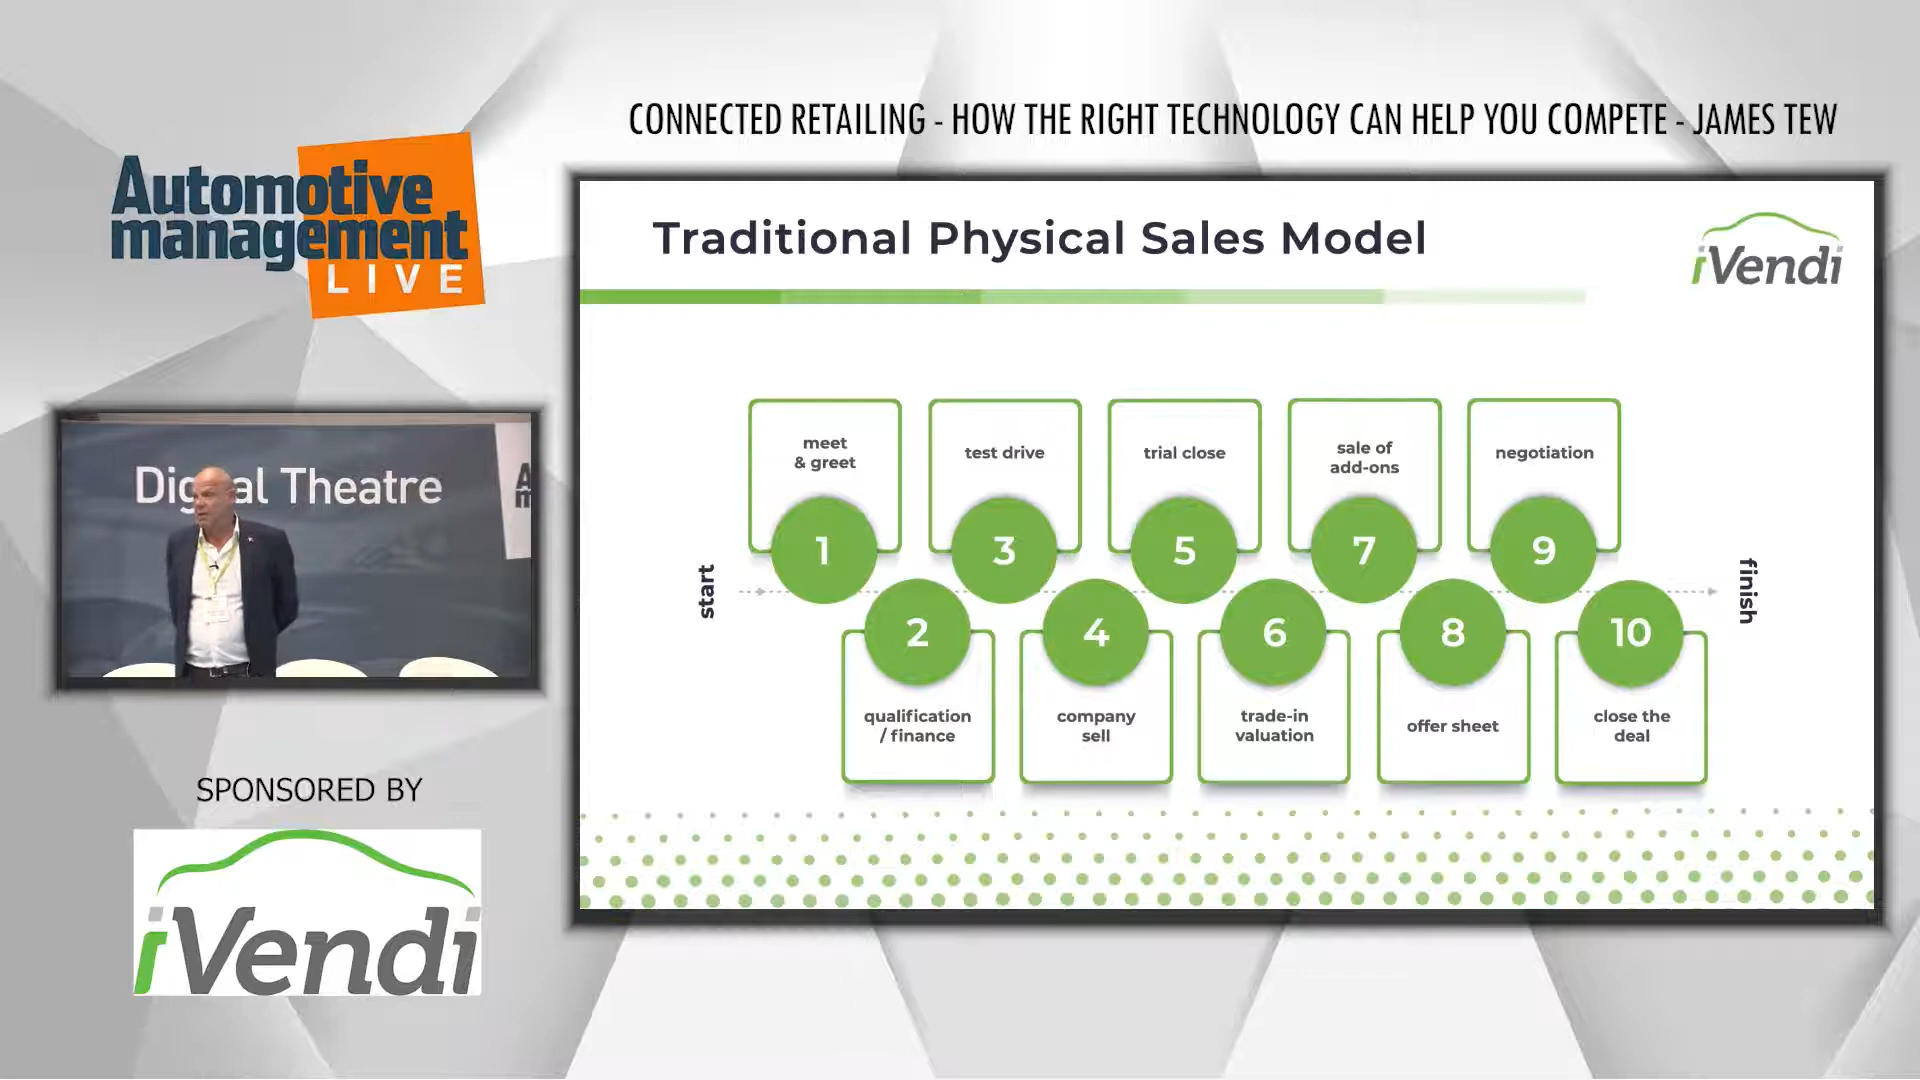 CONNECTED RETAILING - HOW THE RIGHT TECHNOLOGY CAN HELP YOU COMPETE - JAMES TEW
Automotive
management
LIVE
Traditional Physical Sales Model
iVendi
meet
& greet
1
qualification
/ finance
2
test drive
3
company
sell
4
trial close
5
trade-in
valuation
6
sale of
add-ons
7
offer sheet
8
negotiation
9
close the
deal
10
start
finish
Digital Theatre
SPONSORED BY
iVendi